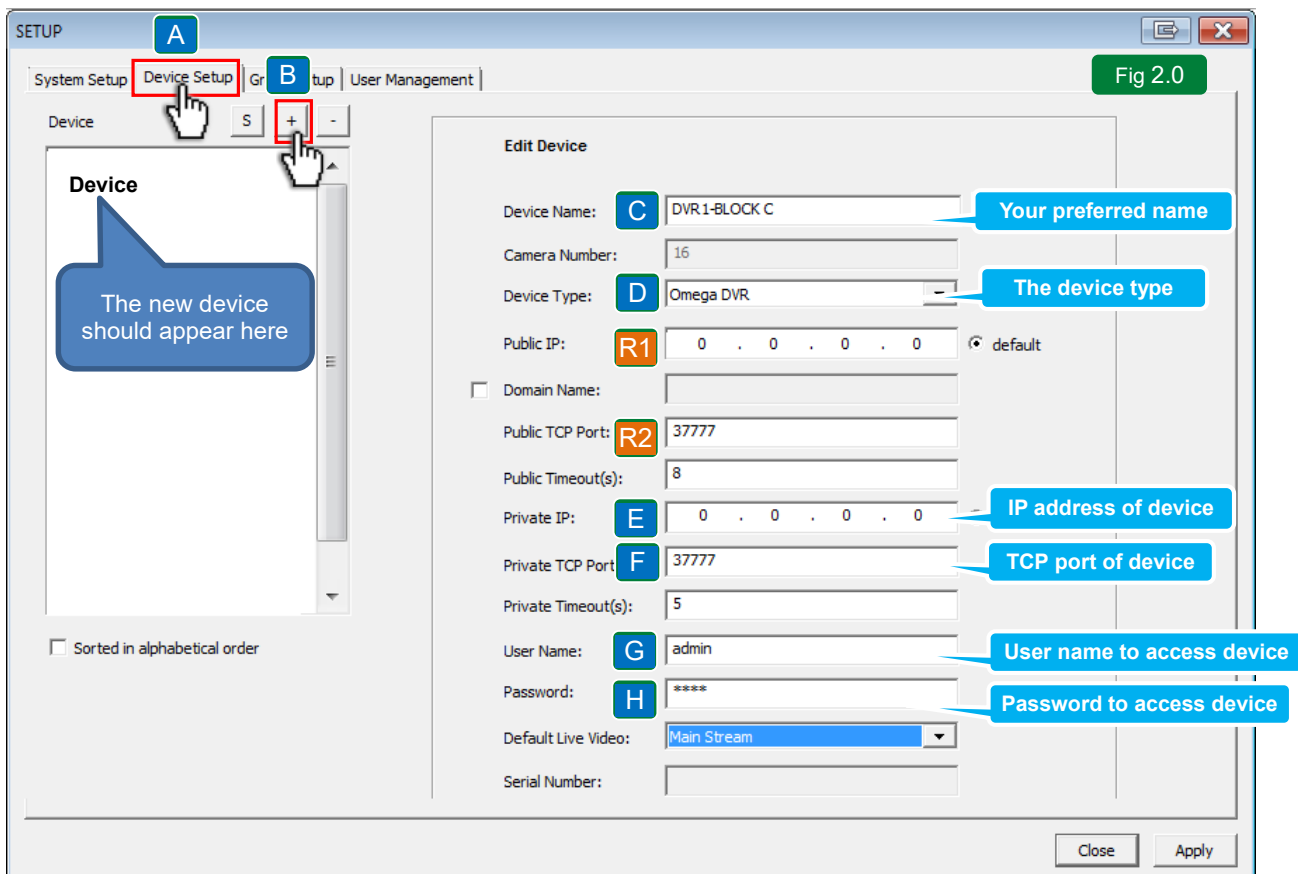 SETUP
A
Fig 2.0
System Setup
Device Setup
Gr
B
tup
User Management
Device
S
+
-
Device
The new device
should appear here
Sorted in alphabetical order
Edit Device
Device Name:
C
DVR1-BLOCK C
Your preferred name
Camera Number:
16
Device Type:
D
Omega DVR
The device type
Public IP:
R1
0 . 0 . 0 . 0
default
Domain Name:
Public TCP Port:
R2
37777
Public Timeout(s):
8
Private IP:
E
0 . 0 . 0 . 0
IP address of device
Private TCP Port
F
37777
TCP port of device
Private Timeout(s):
5
User Name:
G
admin
User name to access device
Password:
H
****
Password to access device
Default Live Video:
Main Stream
Serial Number:
Close
Apply